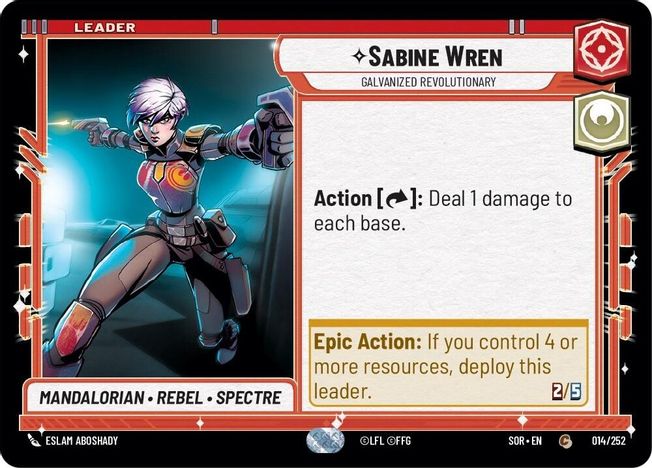 LEADER
✧SABINE WREN
GALVANIZED REVOLUTIONARY
Action [↷]: Deal 1 damage to
each base.
Epic Action: If you control 4 or
more resources, deploy this
leader.
2/5
MANDALORIAN • REBEL • SPECTRE
ESLAM ABOSHADY
©LFL ©FFG
SOR • EN
C
014/252